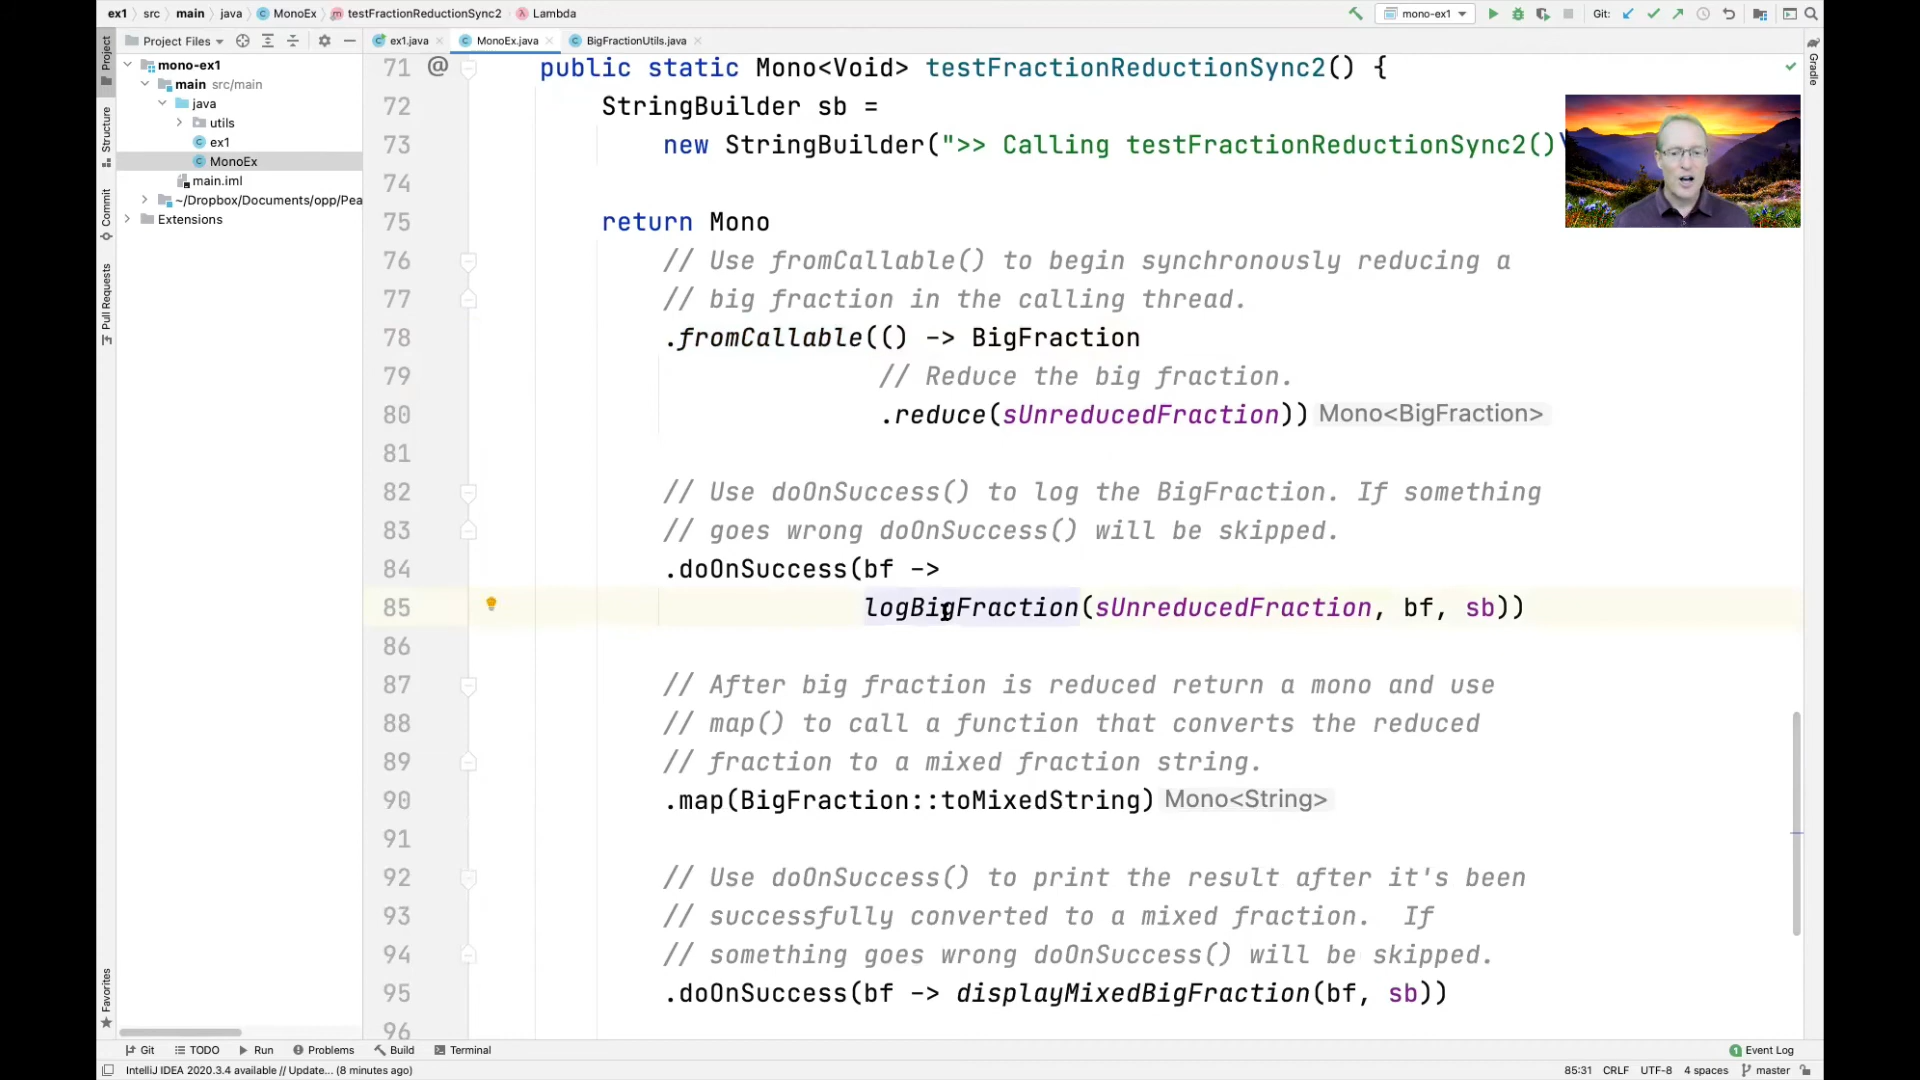 ex1 src main java MonoEx testFractionReductionSync2 Lambda mono-ex1 Git:
Project Files ex1.java MonoEx.java BigFractionUtils.java
Project
Structure
Commit
Pull Requests
Favorites
mono-ex1
main src/main
java
utils
ex1
MonoEx
main.iml
~/Dropbox/Documents/opp/Pea
Extensions
71 @ public static Mono<Void> testFractionReductionSync2() {
72 StringBuilder sb =
73 new StringBuilder(">> Calling testFractionReductionSync2()\
74
75 return Mono
76 // Use fromCallable() to begin synchronously reducing a
77 // big fraction in the calling thread.
78 .fromCallable(() -> BigFraction
79 // Reduce the big fraction.
80 .reduce(sUnreducedFraction)) Mono<BigFraction>
81
82 // Use doOnSuccess() to log the BigFraction. If something
83 // goes wrong doOnSuccess() will be skipped.
84 .doOnSuccess(bf ->
85 logBigFraction(sUnreducedFraction, bf, sb))
86
87 // After big fraction is reduced return a mono and use
88 // map() to call a function that converts the reduced
89 // fraction to a mixed fraction string.
90 .map(BigFraction::toMixedString) Mono<String>
91
92 // Use doOnSuccess() to print the result after it's been
93 // successfully converted to a mixed fraction.  If
94 // something goes wrong doOnSuccess() will be skipped.
95 .doOnSuccess(bf -> displayMixedBigFraction(bf, sb))
96
Gradle
Git TODO Run Problems Build Terminal 1 Event Log
IntelliJ IDEA 2020.3.4 available // Update... (8 minutes ago) 85:31 CRLF UTF-8 4 spaces master